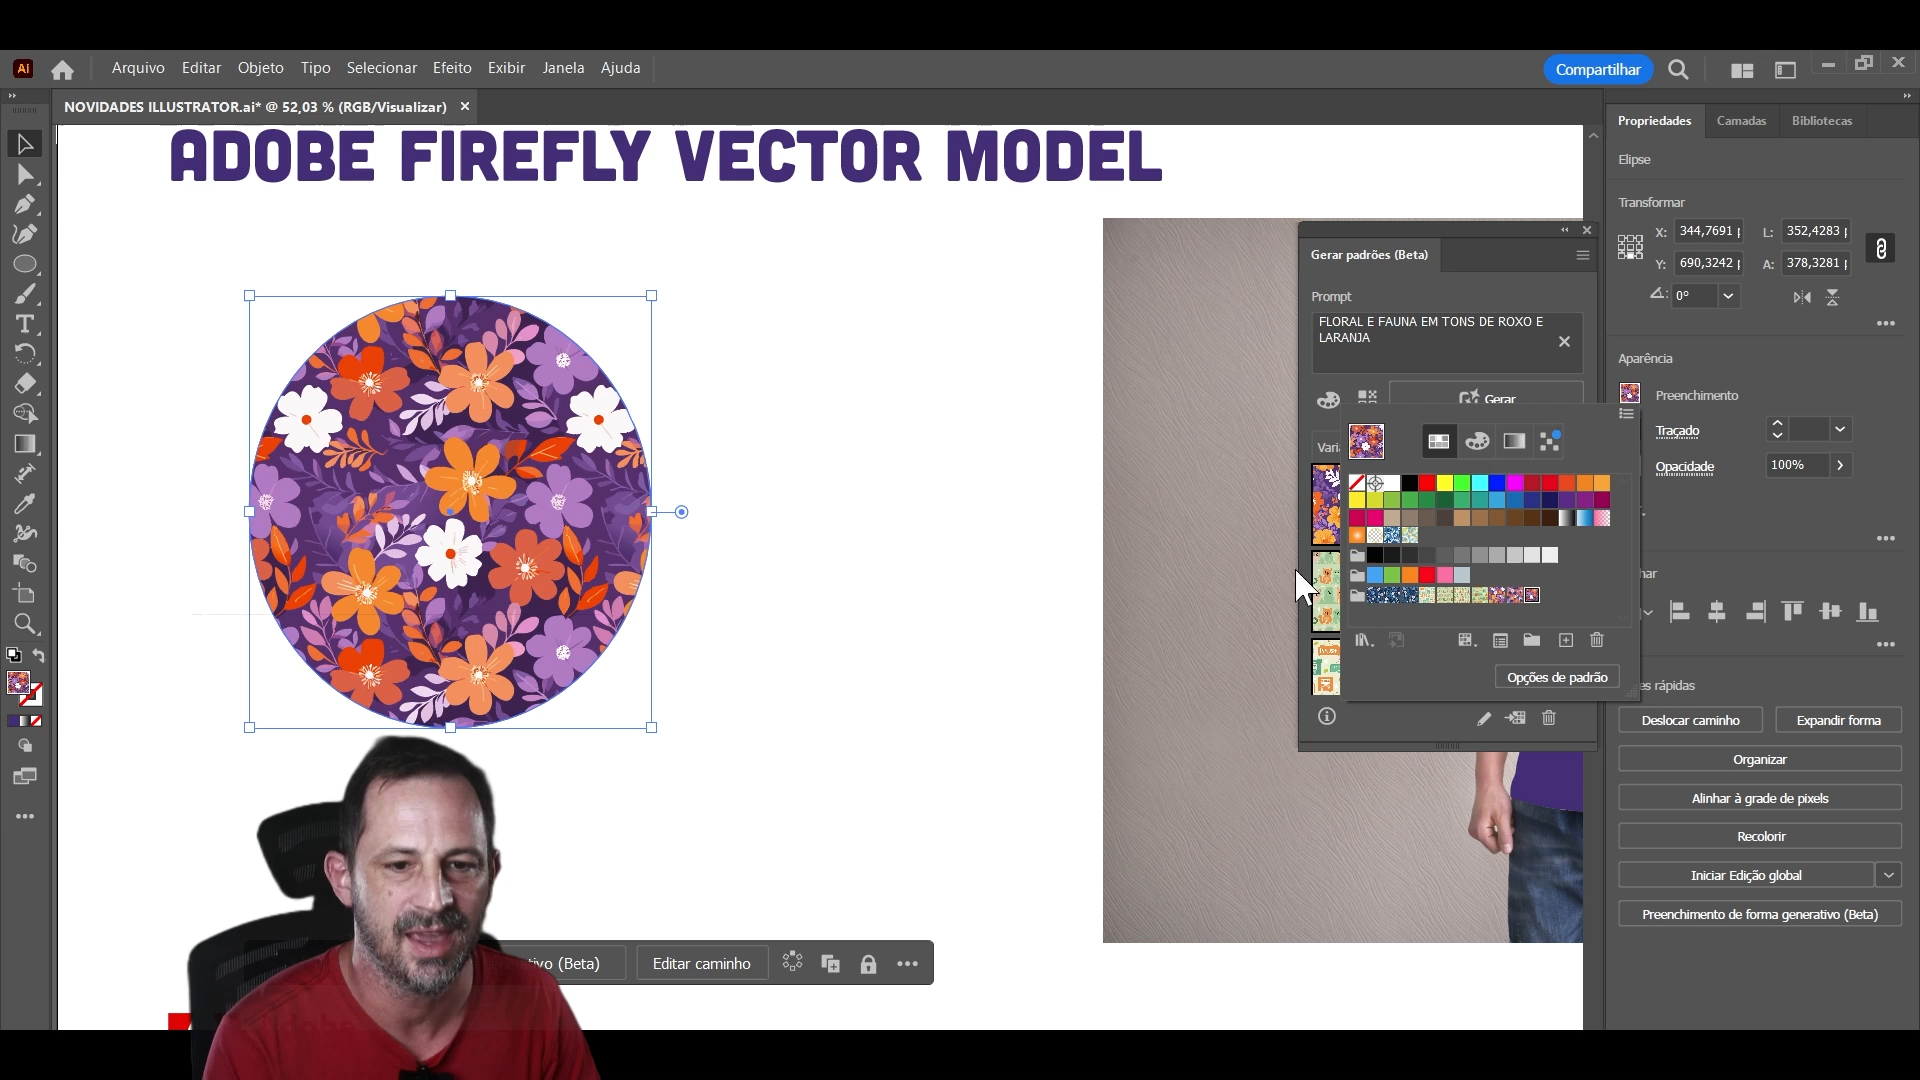 Ai
Arquivo Editar Objeto Tipo Selecionar Efeito Exibir Janela Ajuda
Compartilhar
NOVIDADES ILLUSTRATOR.ai* @ 52,03 % (RGB/Visualizar)
ADOBE FIREFLY VECTOR MODEL
Gerar padrões (Beta)
Prompt
FLORAL E FAUNA EM TONS DE ROXO E
LARANJA
Gerar
Opções de padrão
tivo (Beta)
Editar caminho
Propriedades Camadas Bibliotecas
Elipse
Transformar
X: 344,7691 L: 352,4283
Y: 690,3242 A: 378,3281
0°
Aparência
Preenchimento
Traçado
Opacidade 100%
Deslocar caminho Expandir forma
Organizar
Alinhar à grade de pixels
Recolorir
Iniciar Edição global
Preenchimento de forma generativo (Beta)